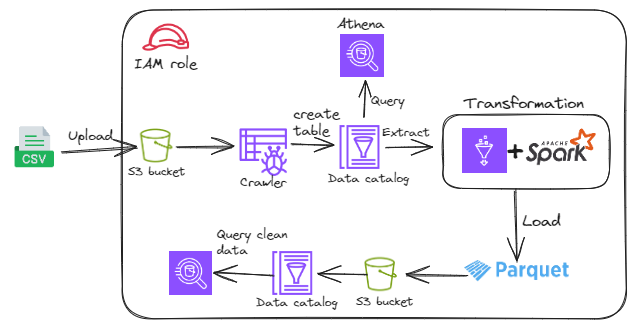 Athena
IAM role
Query
create
table
Transformation
CSV
Upload
S3 bucket
Crawler
Data catalog
Extract
+
APACHE
Spark
Load
Query clean
data
Data catalog
S3 bucket
Parquet